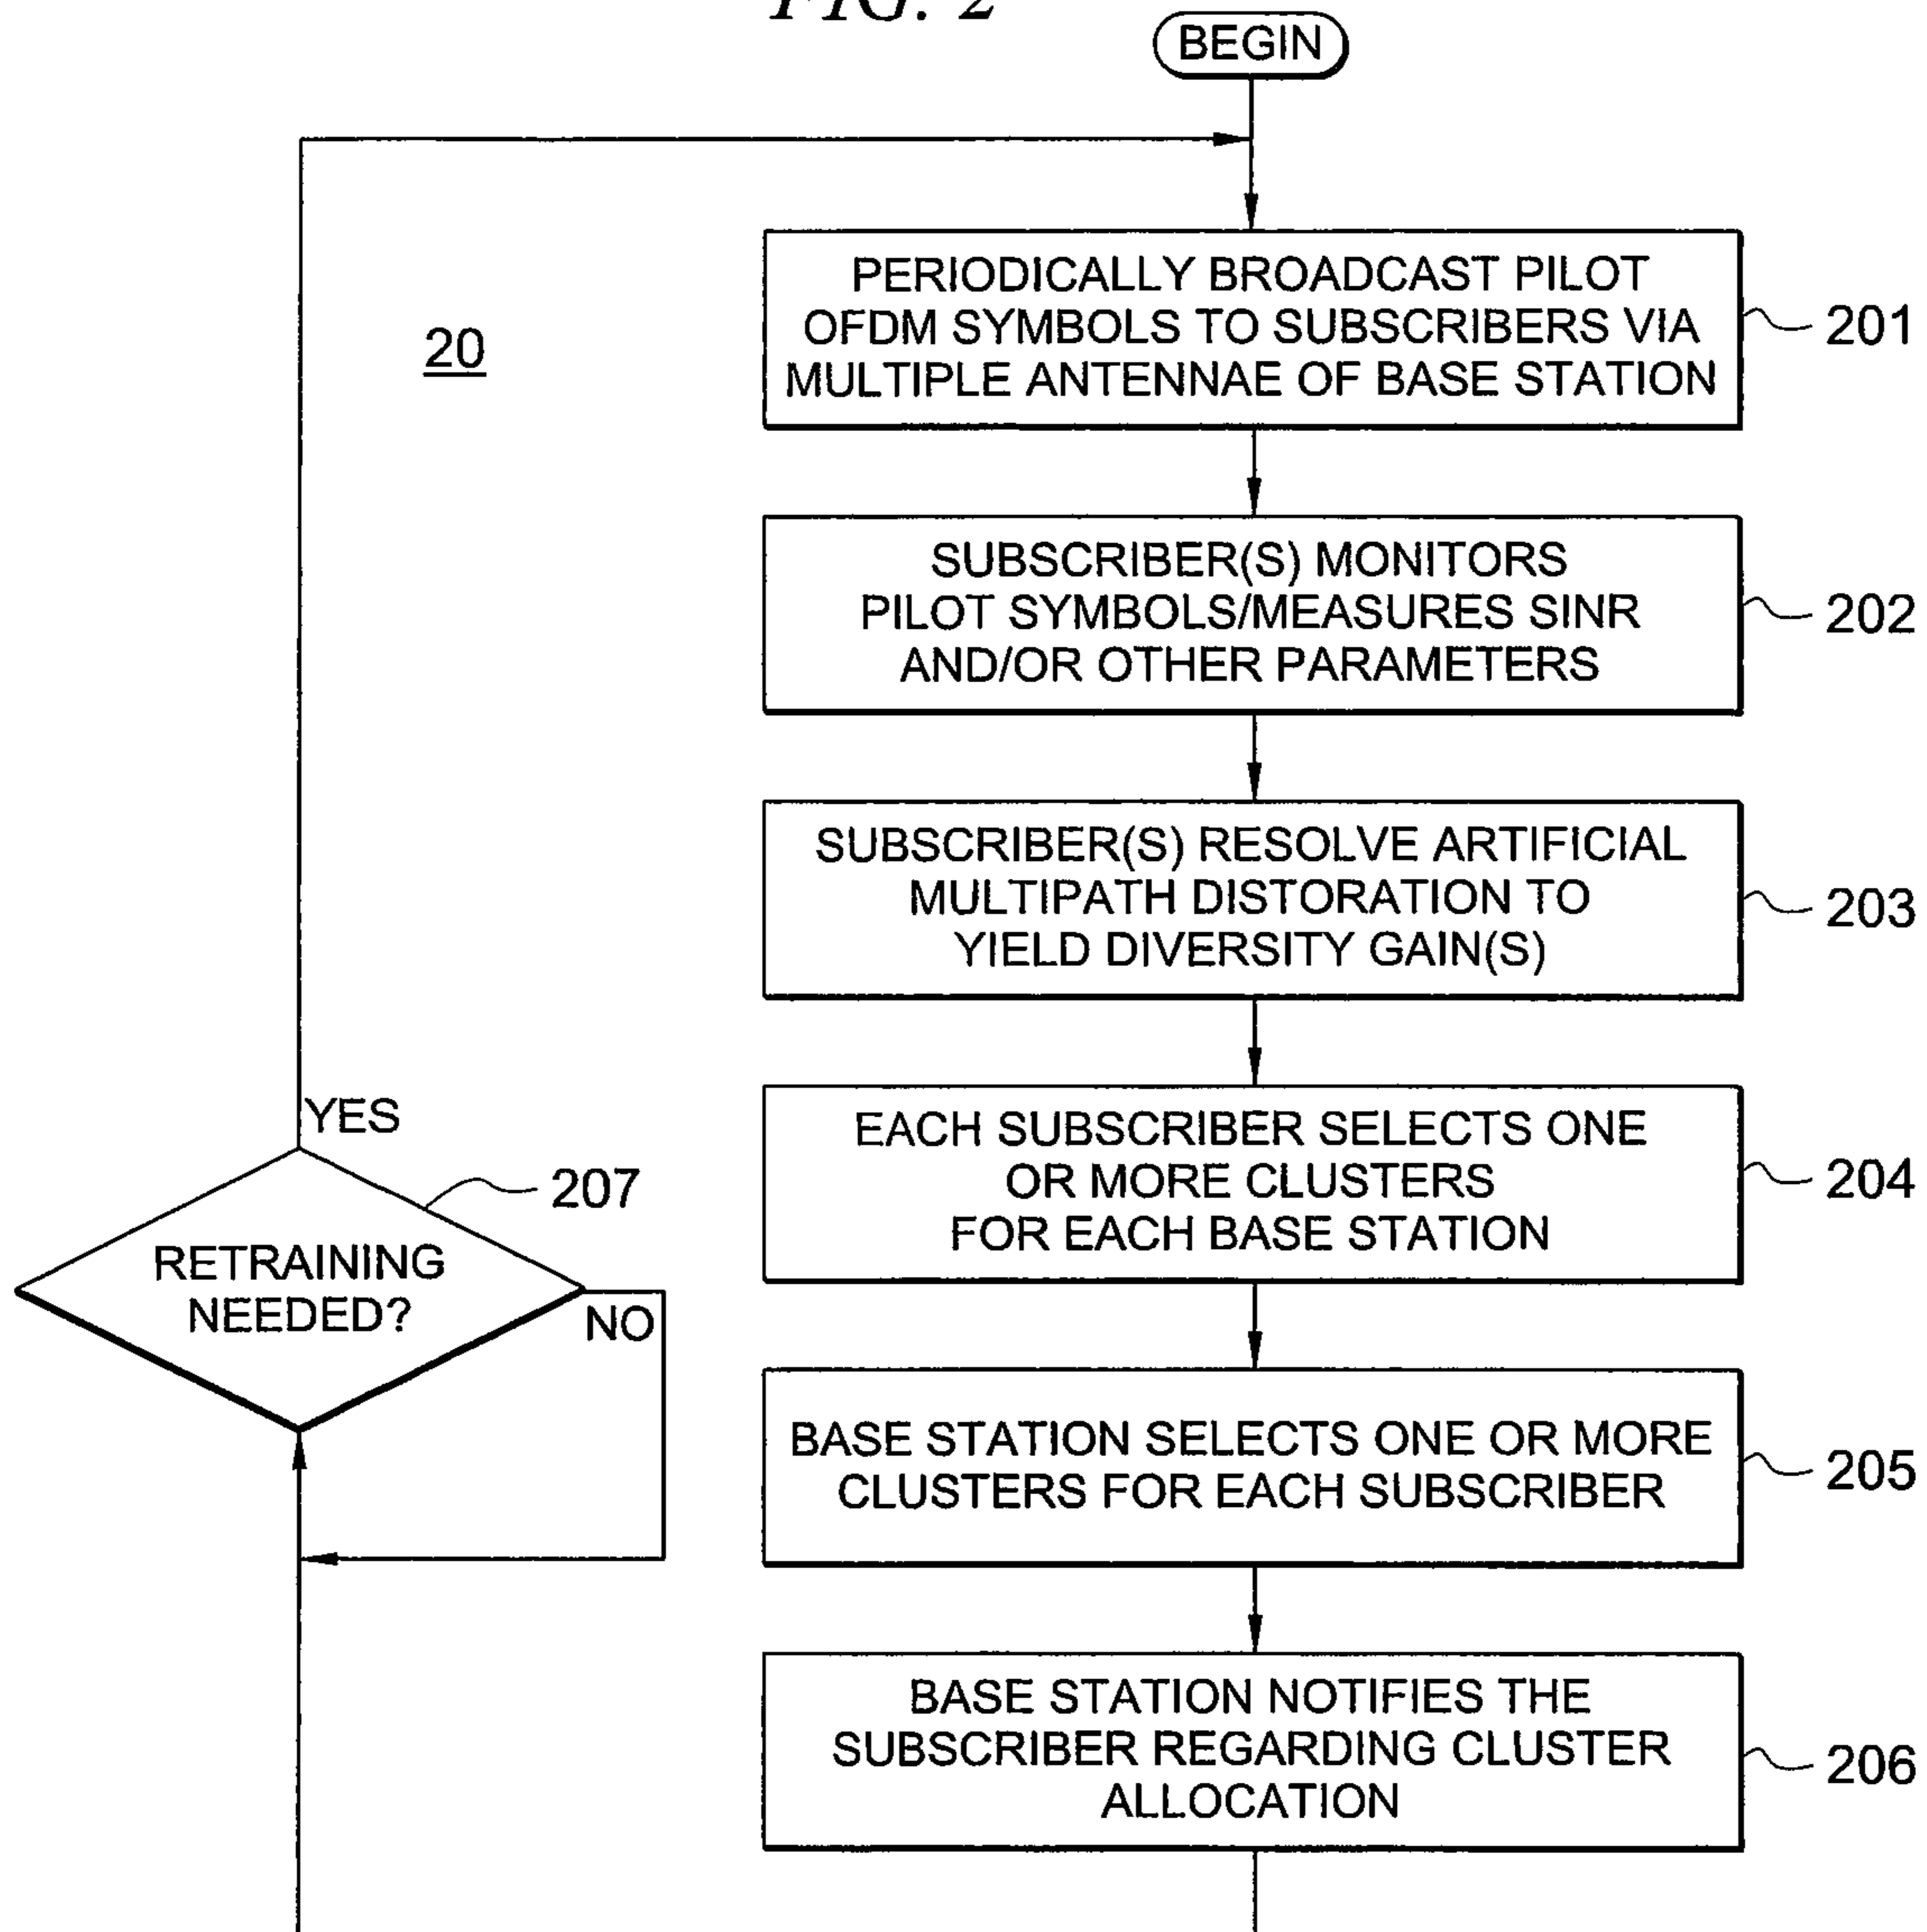 FIG. 2
BEGIN
20
PERIODICALLY BROADCAST PILOT
OFDM SYMBOLS TO SUBSCRIBERS VIA
MULTIPLE ANTENNAE OF BASE STATION
201
SUBSCRIBER(S) MONITORS
PILOT SYMBOLS/MEASURES SINR
AND/OR OTHER PARAMETERS
202
SUBSCRIBER(S) RESOLVE ARTIFICIAL
MULTIPATH DISTORATION TO
YIELD DIVERSITY GAIN(S)
203
EACH SUBSCRIBER SELECTS ONE
OR MORE CLUSTERS
FOR EACH BASE STATION
204
YES
207
RETRAINING
NEEDED?
NO
BASE STATION SELECTS ONE OR MORE
CLUSTERS FOR EACH SUBSCRIBER
205
BASE STATION NOTIFIES THE
SUBSCRIBER REGARDING CLUSTER
ALLOCATION
206